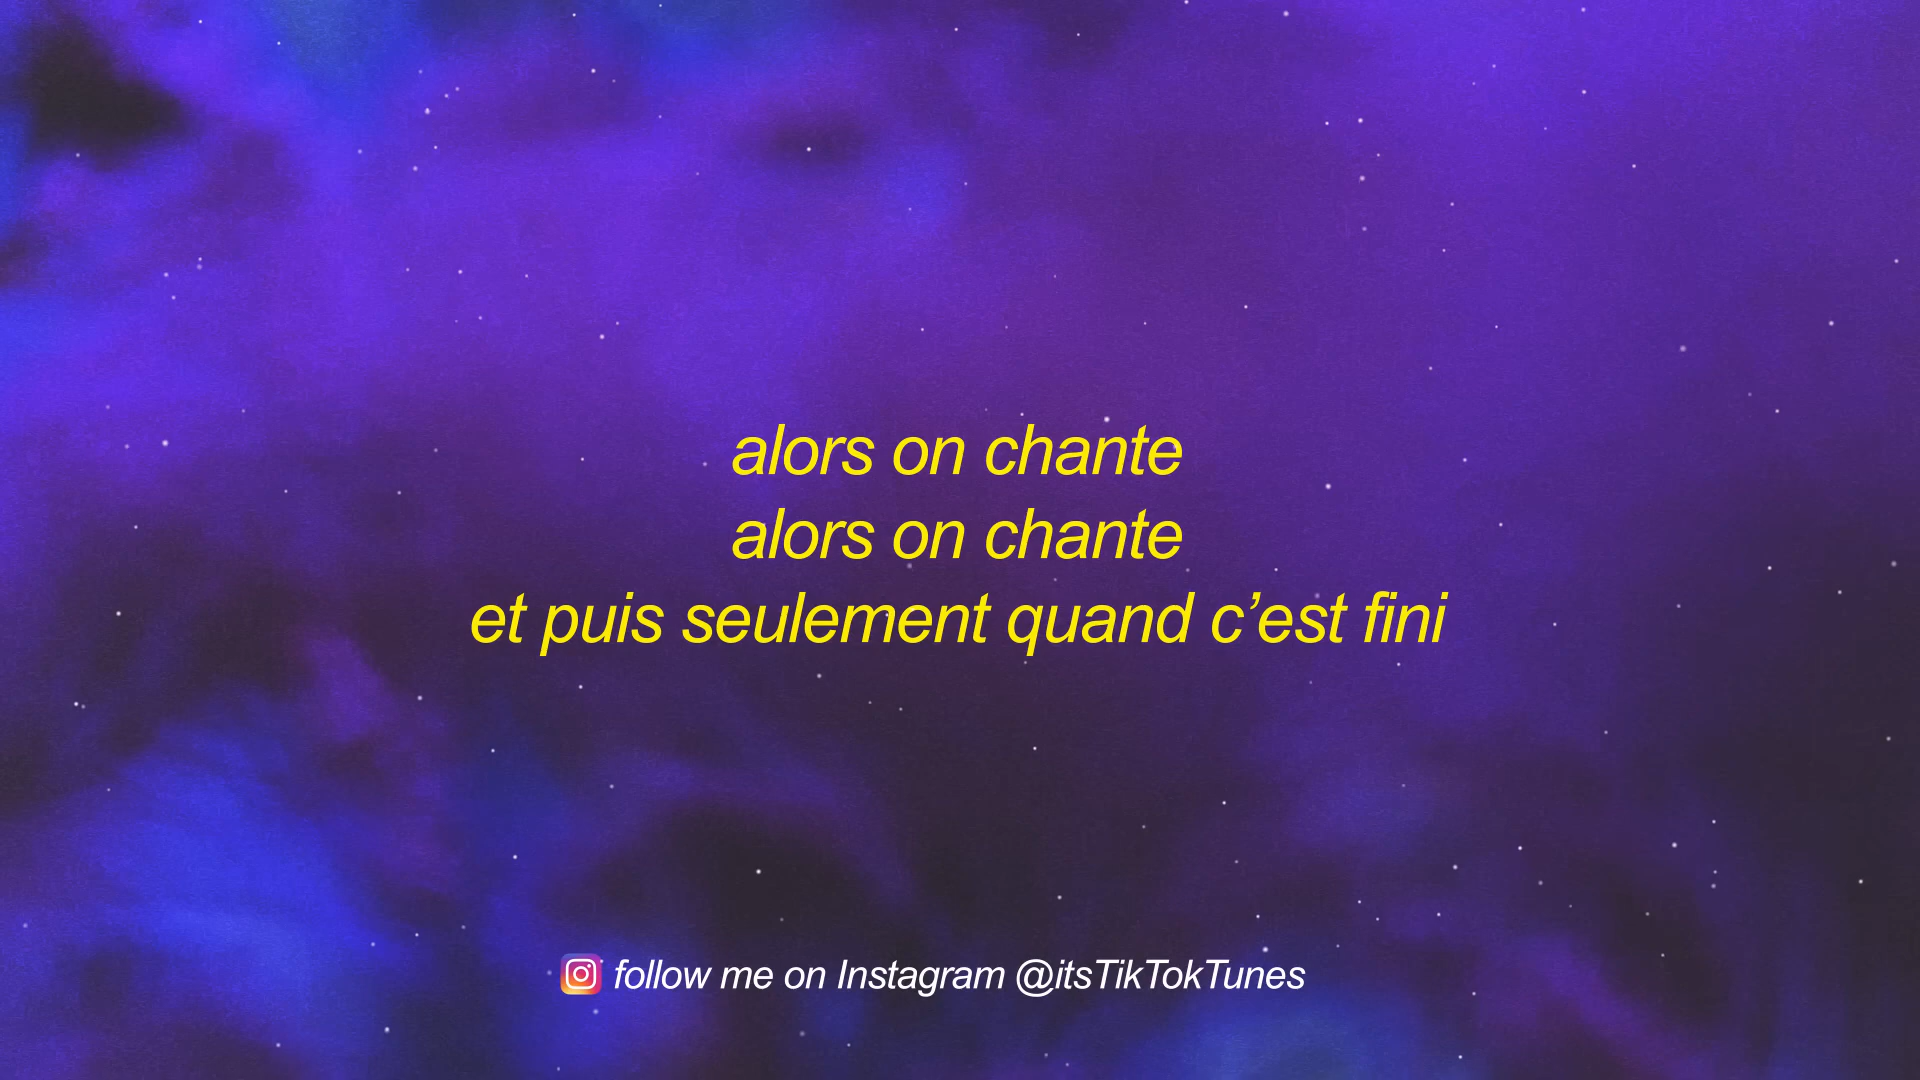 alors on chante
alors on chante
et puis seulement quand c’est fini
follow me on Instagram @itsTikTokTunes